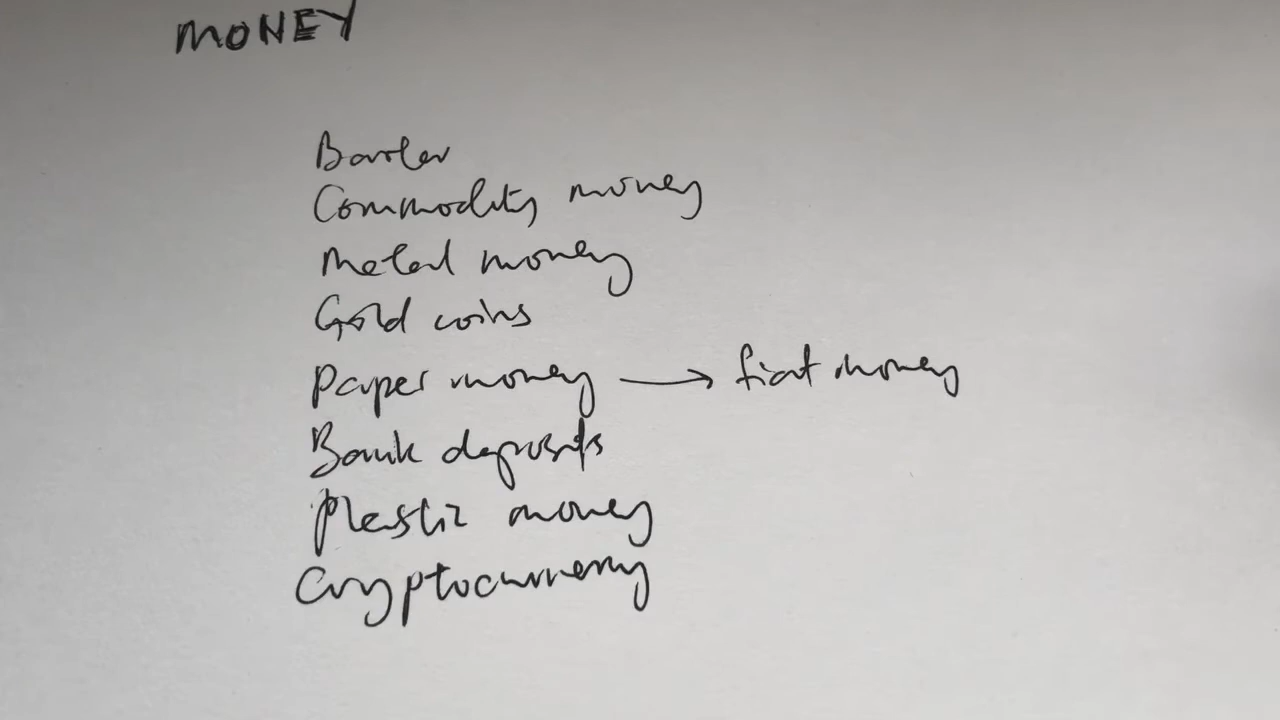 MONEY
Barter
Commodity money
Metal money
Gold coins
Paper money → fiat money
Bank deposits
Plastic money
Cryptocurrency